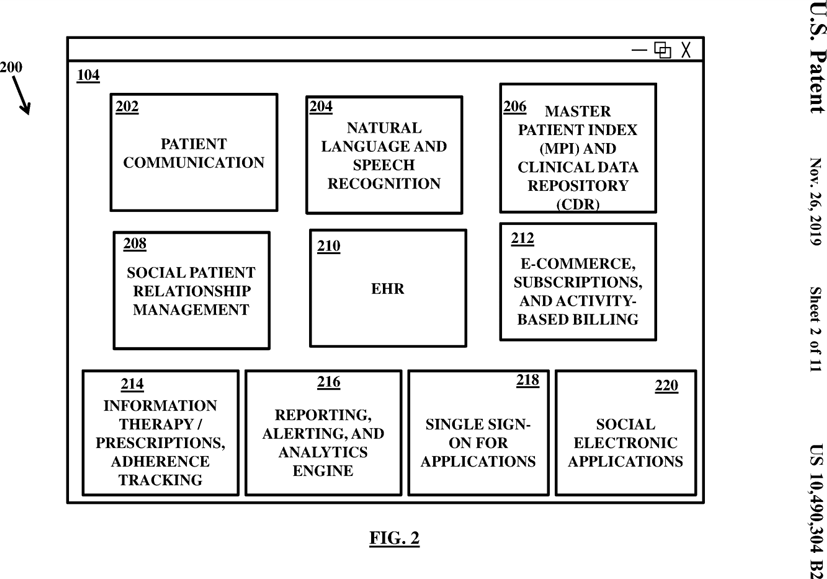 200
104
202
PATIENT
COMMUNICATION
204
NATURAL
LANGUAGE AND
SPEECH
RECOGNITION
206
MASTER
PATIENT INDEX
(MPI) AND
CLINICAL DATA
REPOSITORY
(CDR)
208
SOCIAL PATIENT
RELATIONSHIP
MANAGEMENT
210
EHR
212
E-COMMERCE,
SUBSCRIPTIONS,
AND ACTIVITY-
BASED BILLING
214
INFORMATION
THERAPY /
PRESCRIPTIONS,
ADHERENCE
TRACKING
216
REPORTING,
ALERTING, AND
ANALYTICS
ENGINE
218
SINGLE SIGN-
ON FOR
APPLICATIONS
220
SOCIAL
ELECTRONIC
APPLICATIONS
FIG. 2
U.S. Patent Nov. 26, 2019 Sheet 2 of 11 US 10,490,304 B2